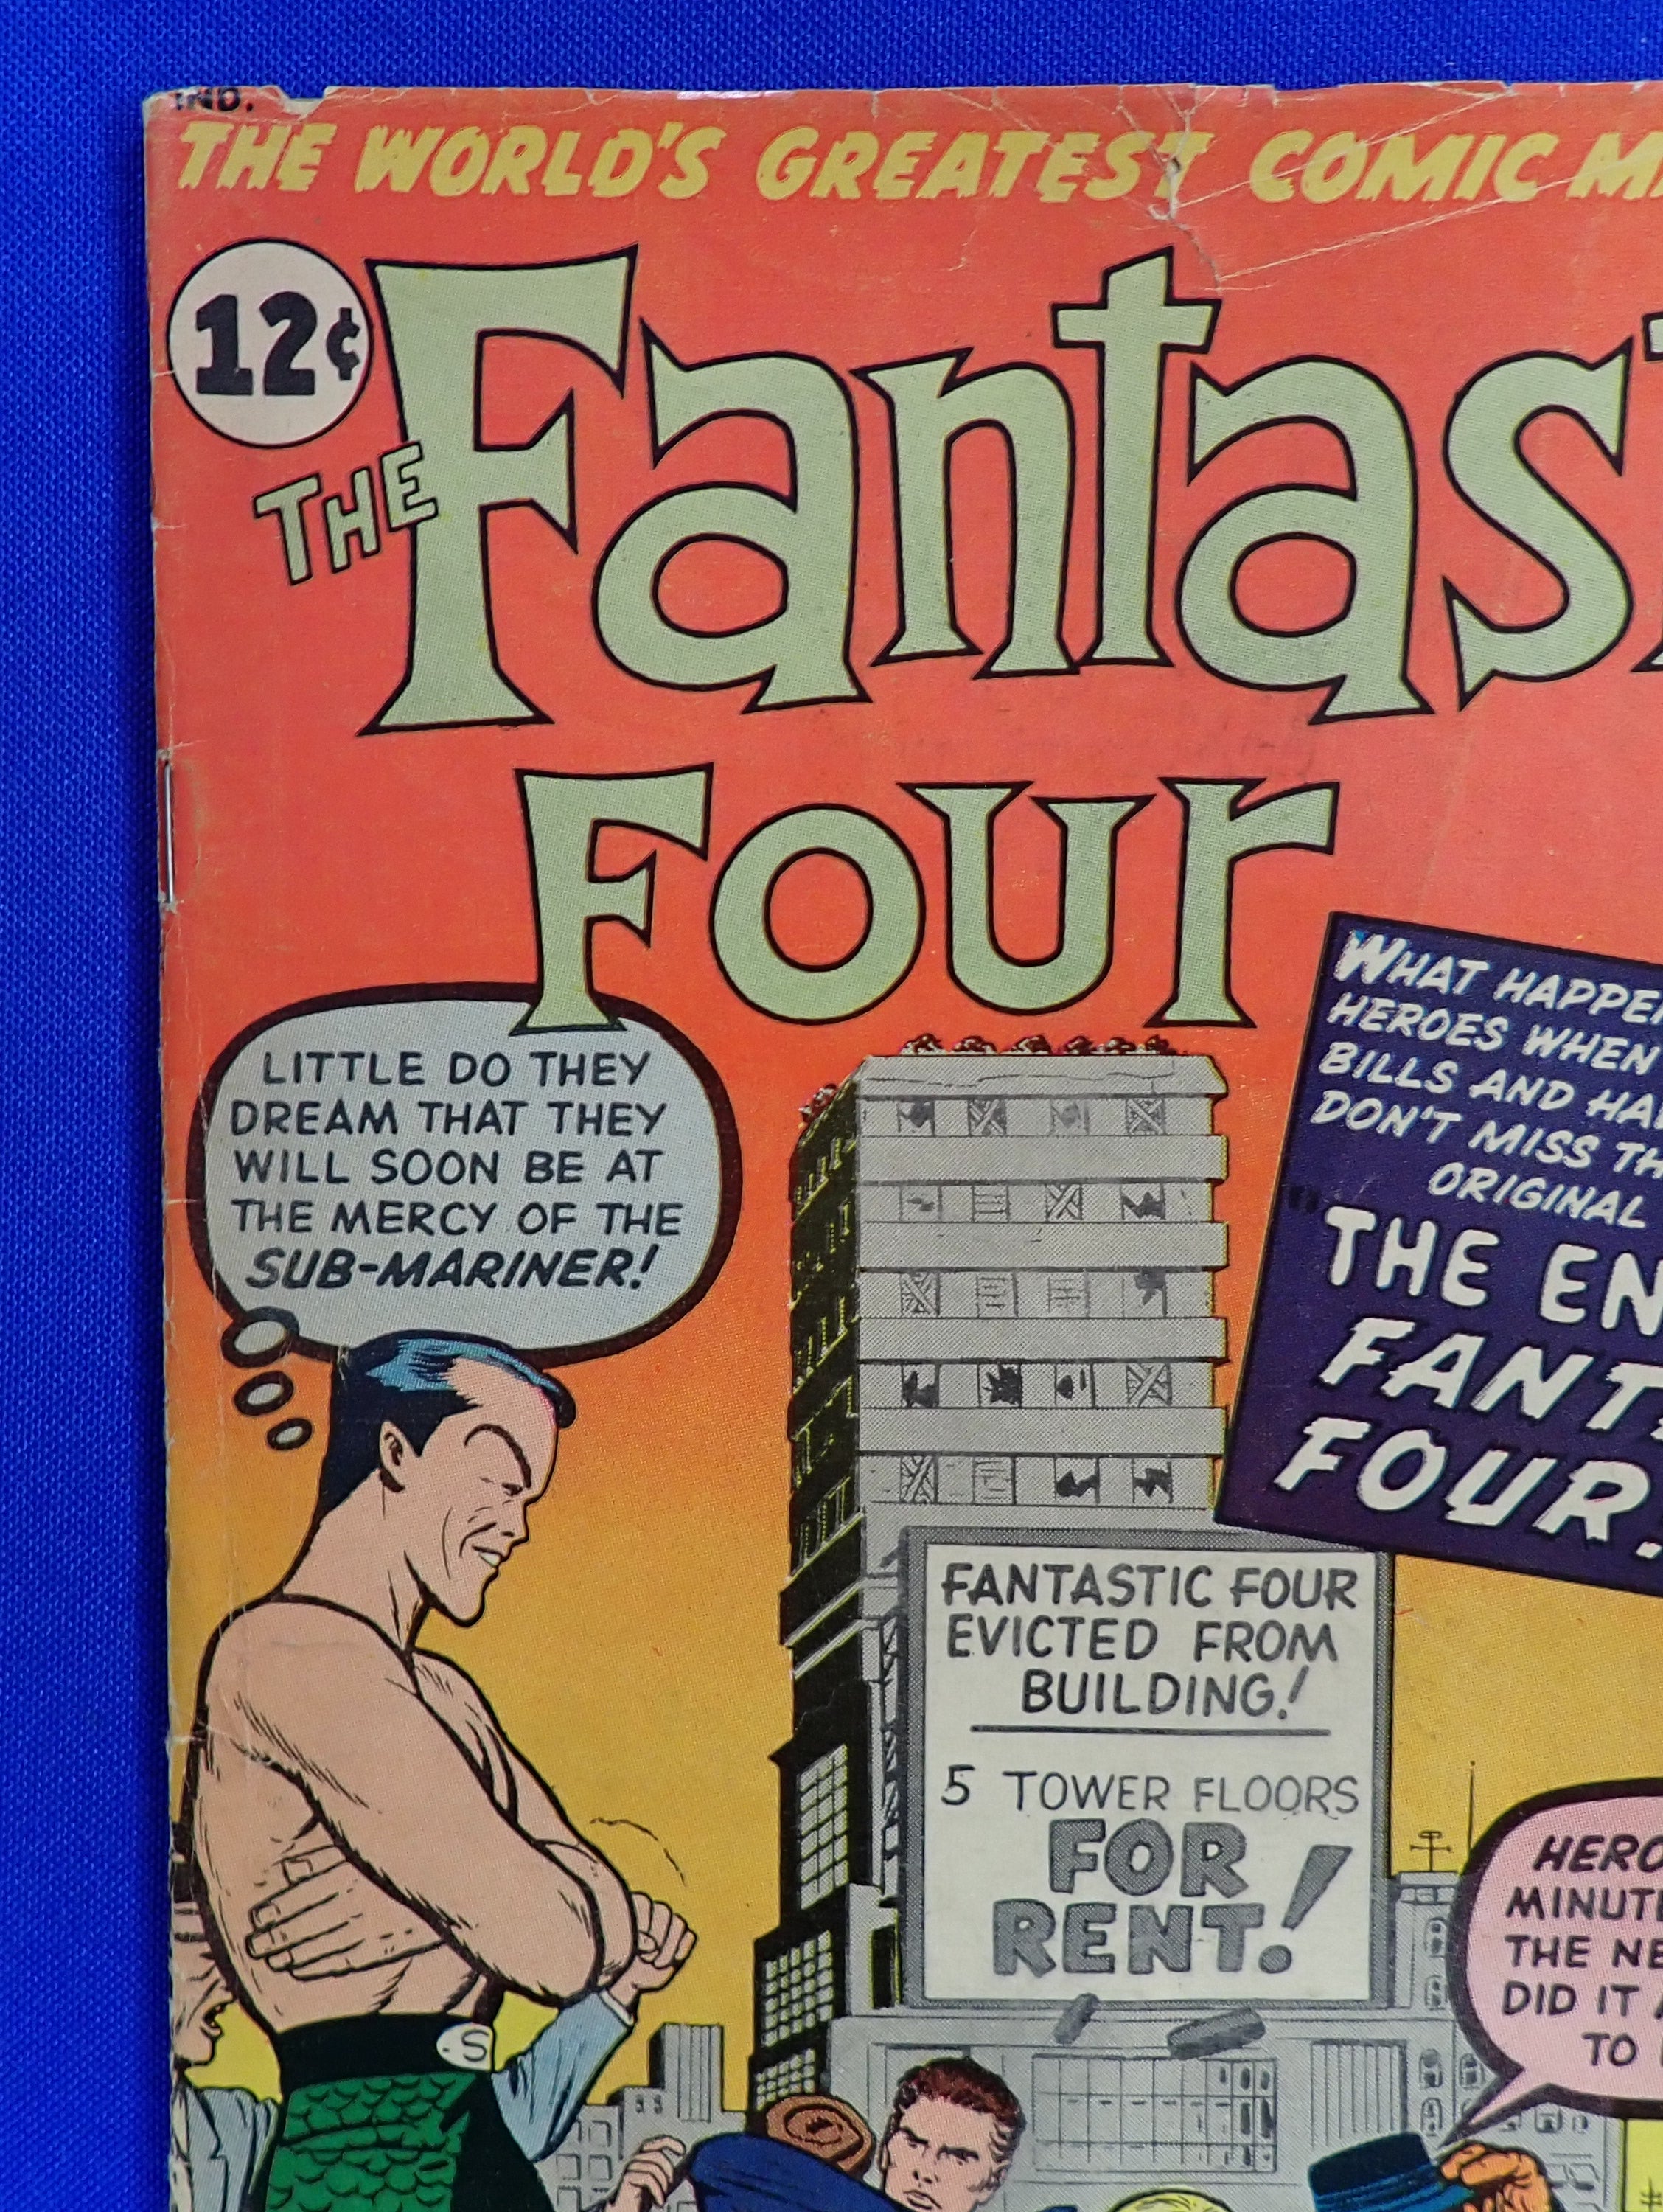 IND.
THE WORLD'S GREATEST COMIC M
12¢
THE Fantas
FOUR
WHAT HAPPE
HEROES WHEN
BILLS AND HA
DON'T MISS TH
ORIGINAL
"THE EN
FANT
FOUR.
LITTLE DO THEY
DREAM THAT THEY
WILL SOON BE AT
THE MERCY OF THE
SUB-MARINER!
FANTASTIC FOUR
EVICTED FROM
BUILDING!
5 TOWER FLOORS
FOR
RENT!
HERO
MINUT
THE NE
DID IT
TO
S